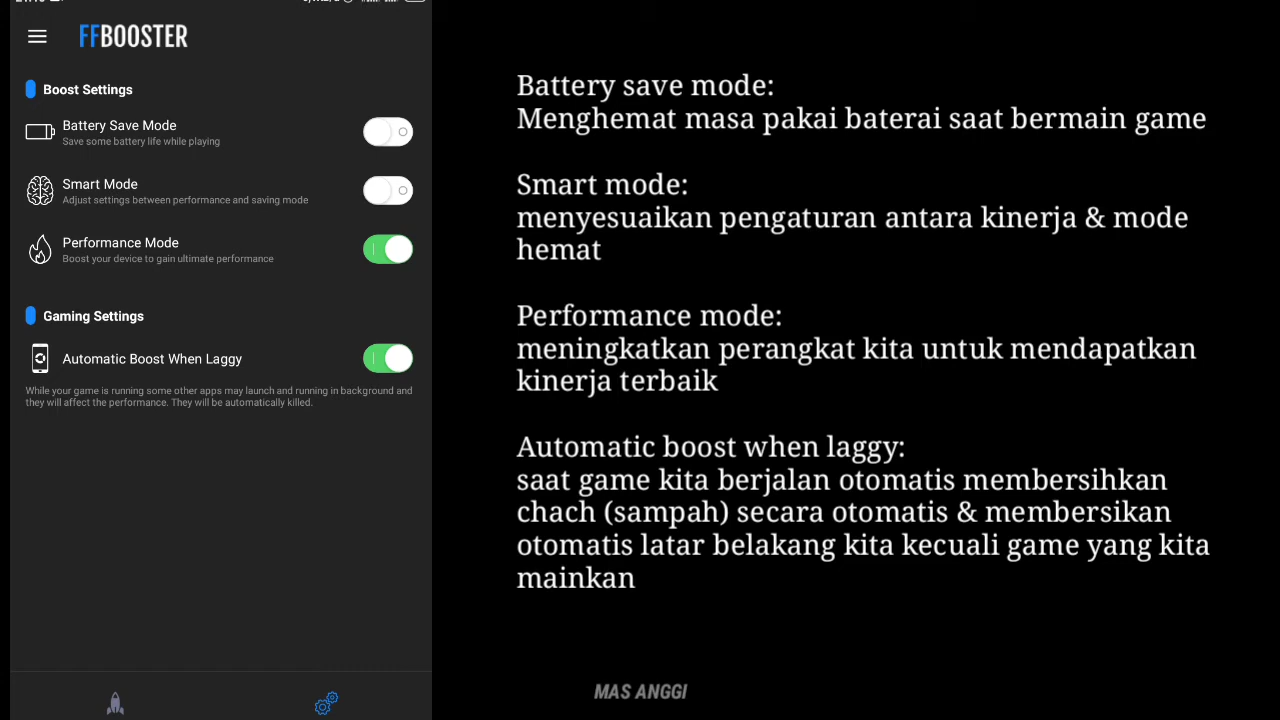 FFBOOSTER
Boost Settings
Battery Save Mode
Save some battery life while playing
Smart Mode
Adjust settings between performance and saving mode
Performance Mode
Boost your device to gain ultimate performance
Gaming Settings
Automatic Boost When Laggy
While your game is running some other apps may launch and running in background and
they will affect the performance. They will be automatically killed.
Battery save mode:
Menghemat masa pakai baterai saat bermain game
Smart mode:
menyesuaikan pengaturan antara kinerja & mode
hemat
Performance mode:
meningkatkan perangkat kita untuk mendapatkan
kinerja terbaik
Automatic boost when laggy:
saat game kita berjalan otomatis membersihkan
chach (sampah) secara otomatis & membersikan
otomatis latar belakang kita kecuali game yang kita
mainkan
MAS ANGGI